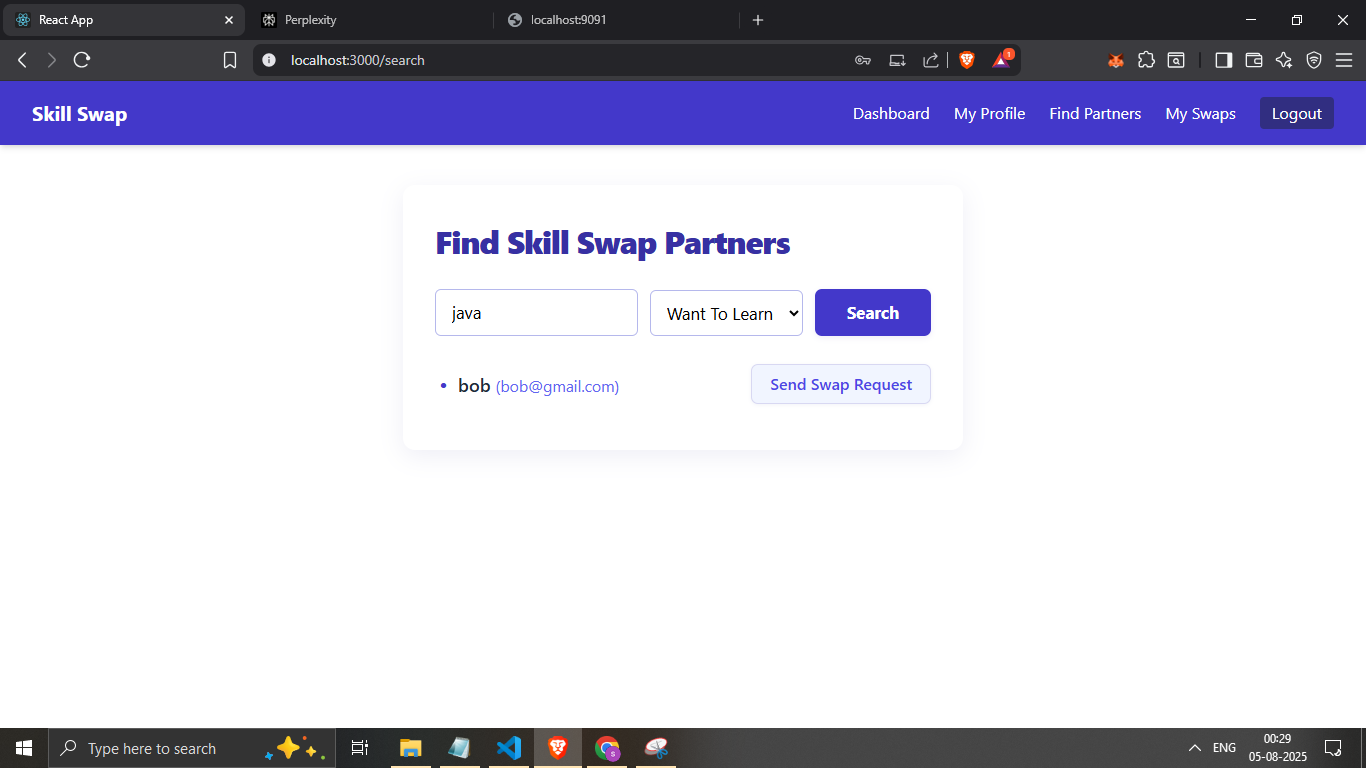 React App
Perplexity
localhost:9091
localhost:3000/search
1
Skill Swap
Dashboard
My Profile
Find Partners
My Swaps
Logout
Find Skill Swap Partners
java
Want To Learn
Search
• bob (bob@gmail.com)
Send Swap Request
Type here to search
S
ENG
00:29
05-08-2025